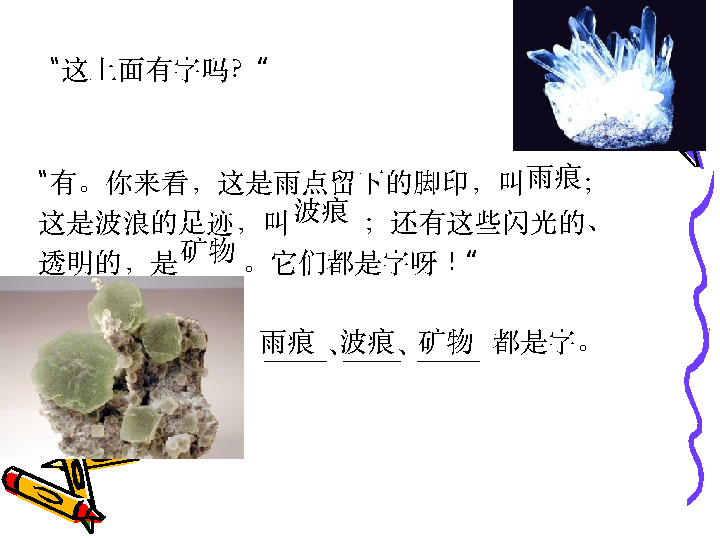 “这上面有字吗？“
“有。你来看，这是雨点留下的脚印，叫雨痕；
这是波浪的足迹，叫波痕；还有这些闪光的、
透明的，是矿物。它们都是字呀！“
雨痕、波痕、矿物 都是字。